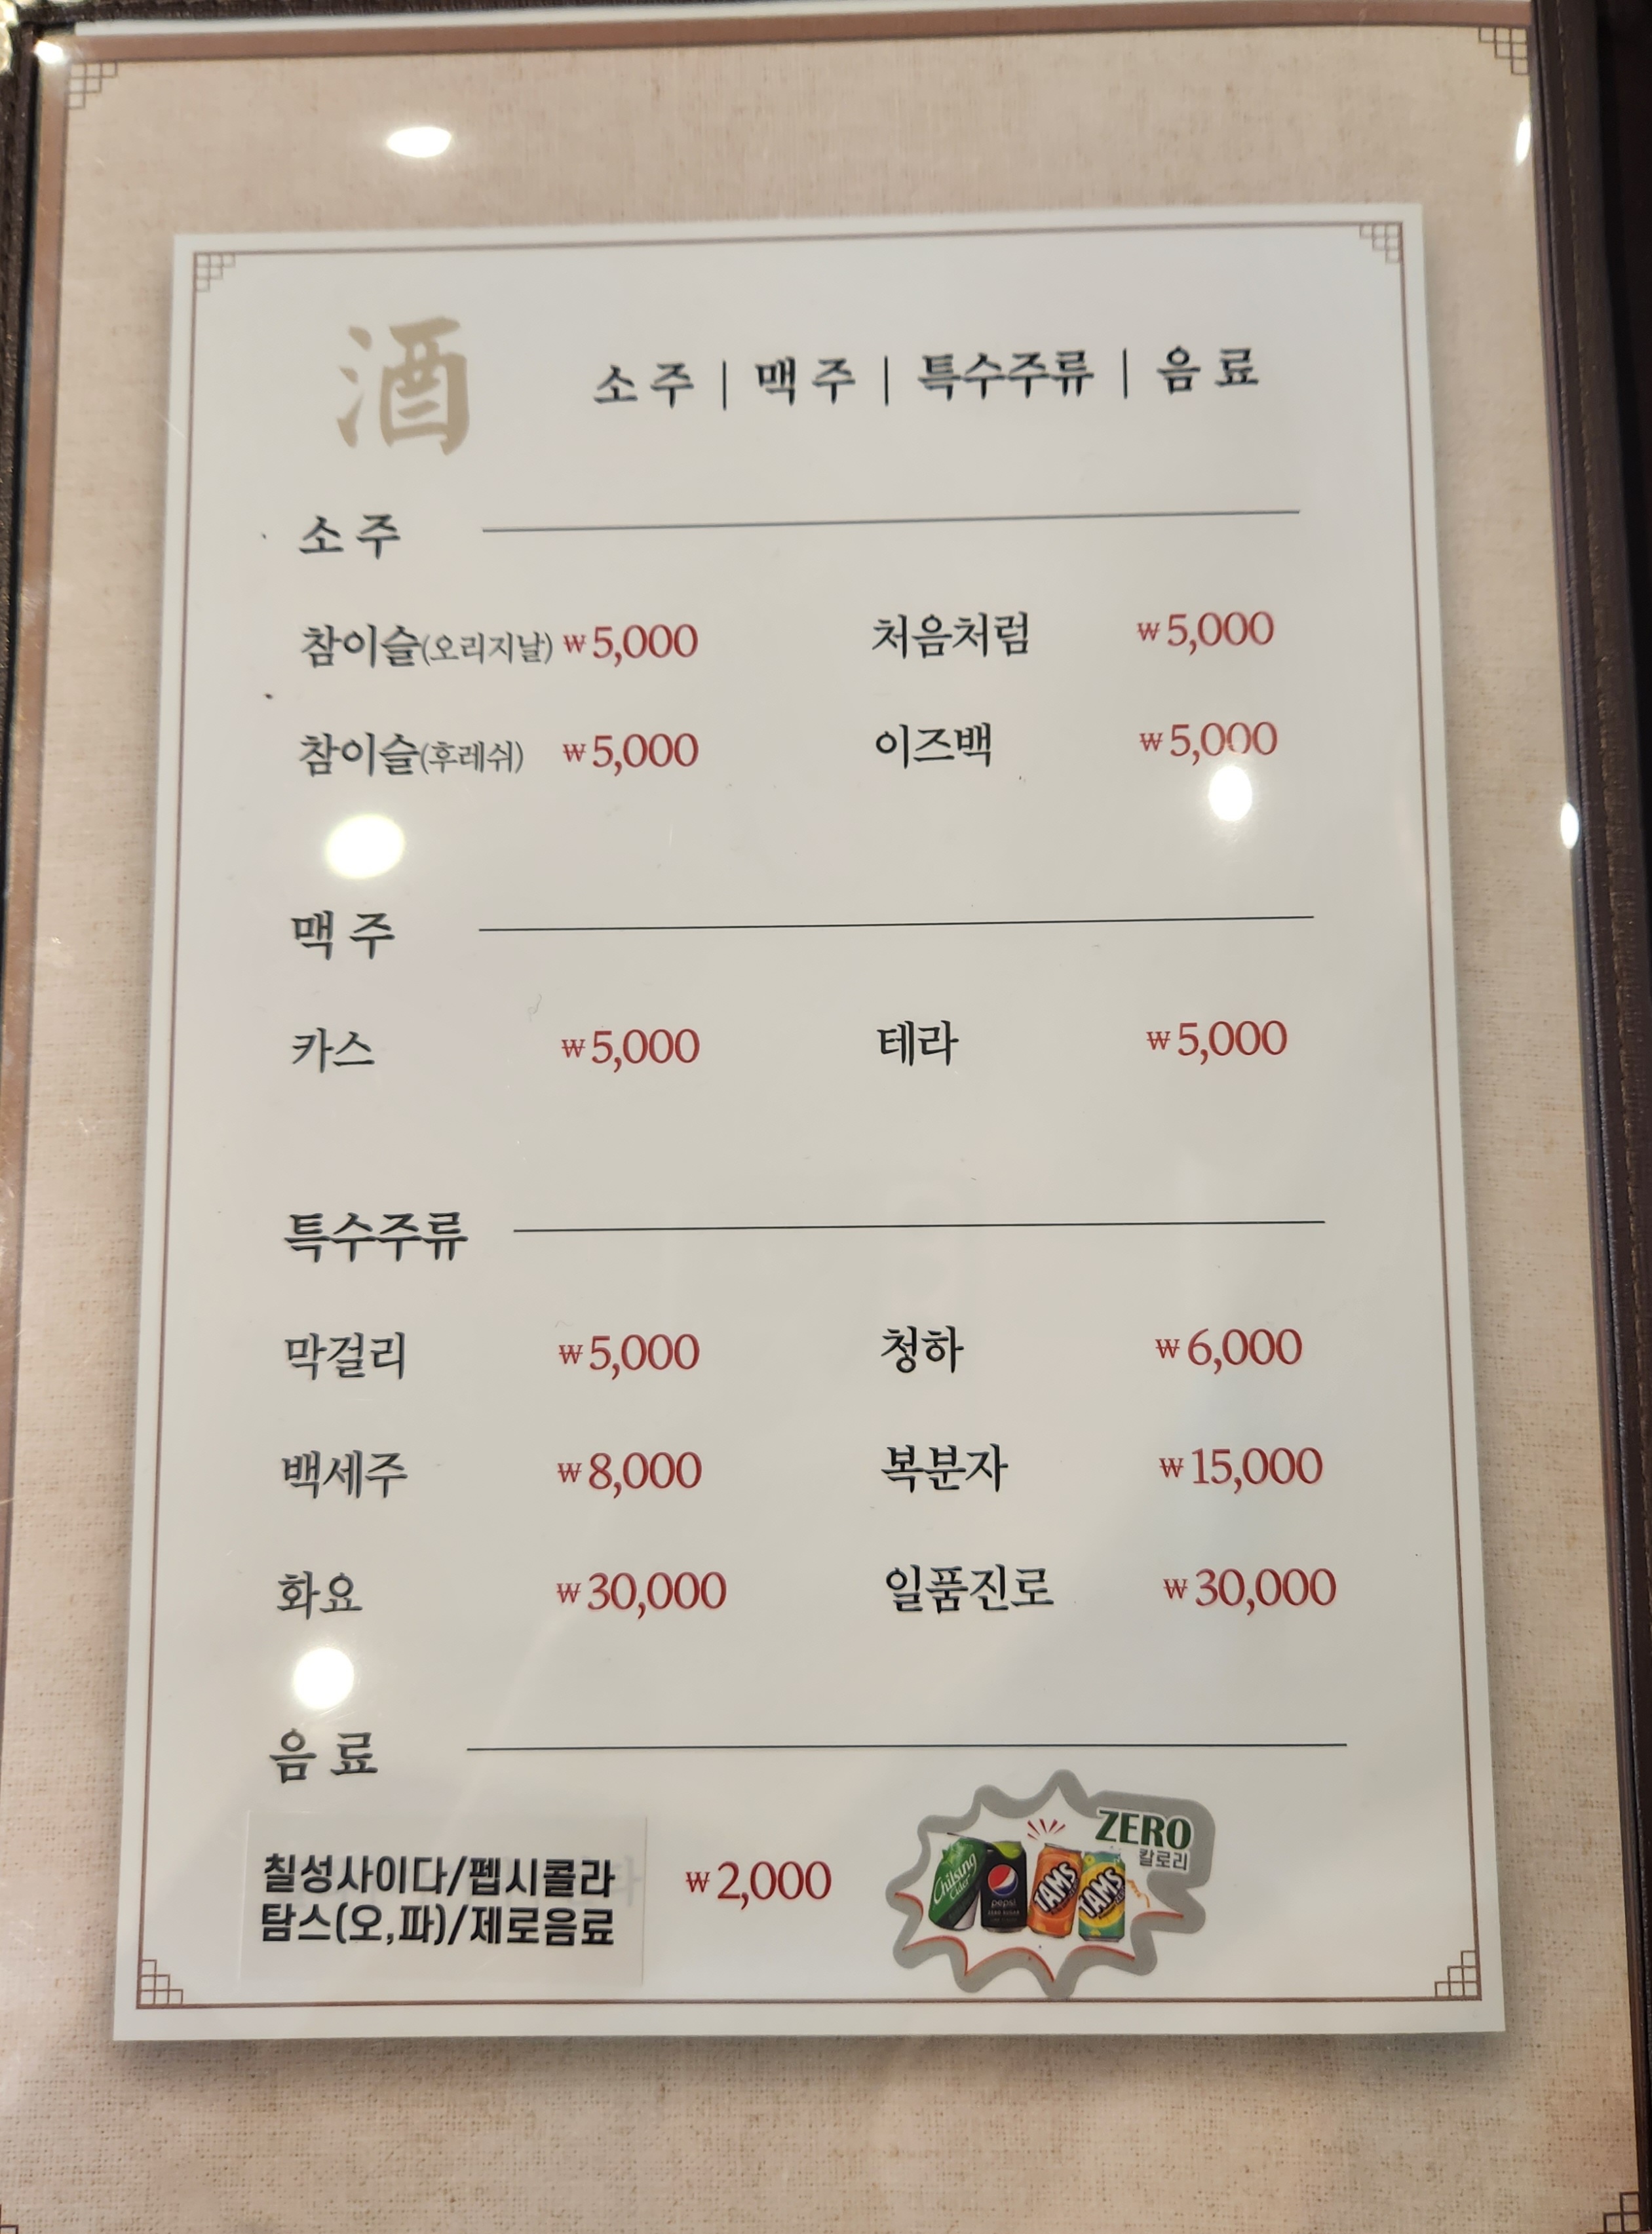 酒 소주 | 맥주 | 특수주류 | 음료
소주
참이슬(오리지날) ₩5,000 처음처럼 ₩5,000
참이슬(후레쉬) ₩5,000 이즈백 ₩5,000
맥주
카스 ₩5,000 테라 ₩5,000
특수주류
막걸리 ₩5,000 청하 ₩6,000
백세주 ₩8,000 복분자 ₩15,000
화요 ₩30,000 일품진로 ₩30,000
음료
칠성사이다/펩시콜라
탐스(오,파)/제로음료
₩2,000
ZERO
칼로리
Chilsung
Cider
pepsi
TAMS
TAMS